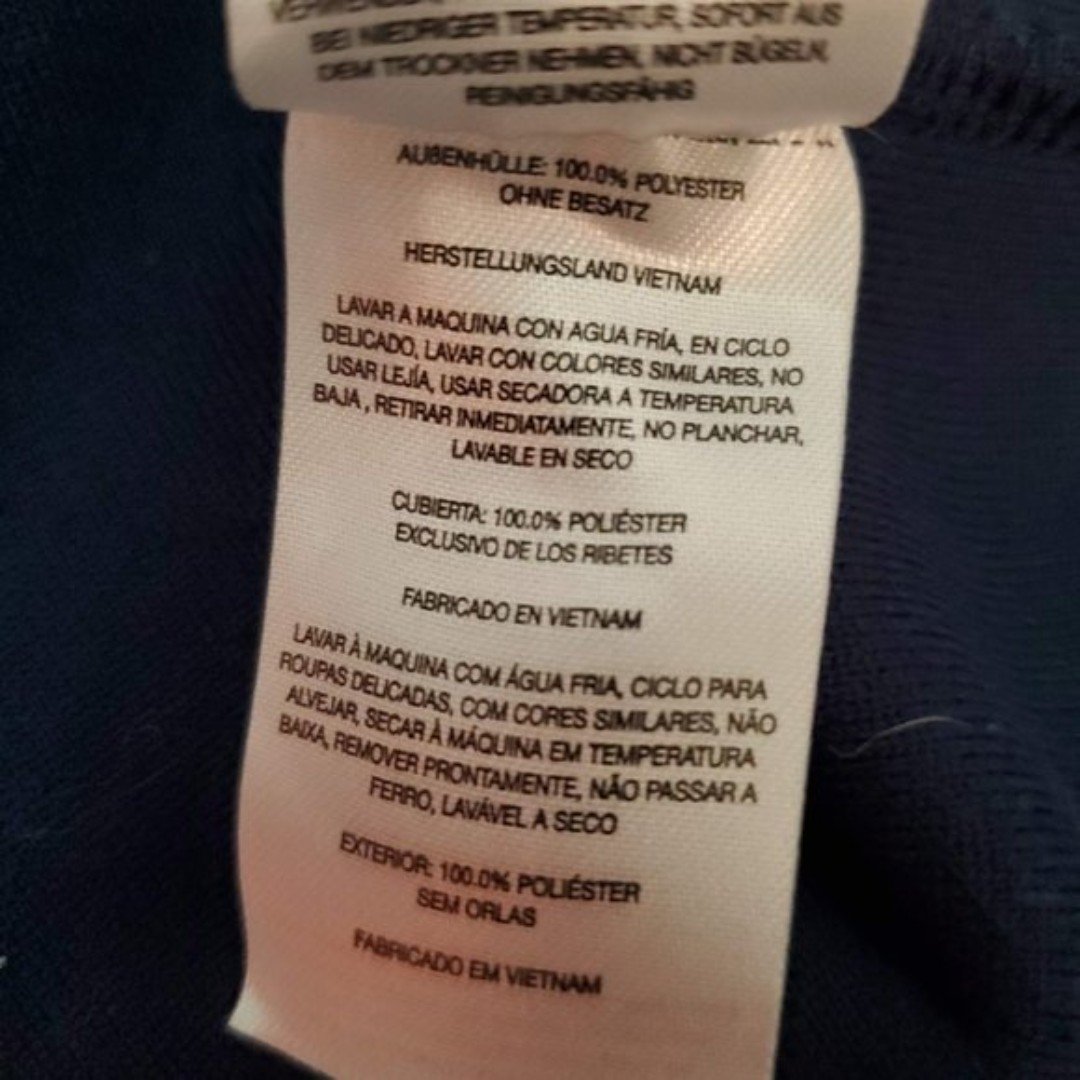 BEI NIEDRIGER TEMPERATUR, SOFORT AUS
DEM TROCKNER NEHMEN, NICHT BÜGELN,
REINIGUNGSFÄHIG
AUßENHÜLLE: 100.0% POLYESTER
OHNE BESATZ
HERSTELLUNGSLAND VIETNAM
LAVAR A MAQUINA CON AGUA FRÍA, EN CICLO
DELICADO, LAVAR CON COLORES SIMILARES, NO
USAR LEJÍA, USAR SECADORA A TEMPERATURA
BAJA , RETIRAR INMEDIATAMENTE, NO PLANCHAR,
LAVABLE EN SECO
CUBIERTA: 100.0% POLIÉSTER
EXCLUSIVO DE LOS RIBETES
FABRICADO EN VIETNAM
LAVAR À MAQUINA COM ÁGUA FRIA, CICLO PARA
ROUPAS DELICADAS, COM CORES SIMILARES, NÃO
ALVEJAR, SECAR À MÁQUINA EM TEMPERATURA
BAIXA, REMOVER PRONTAMENTE, NÃO PASSAR A
FERRO, LAVÁVEL A SECO
EXTERIOR: 100.0% POLIÉSTER
SEM ORLAS
FABRICADO EM VIETNAM